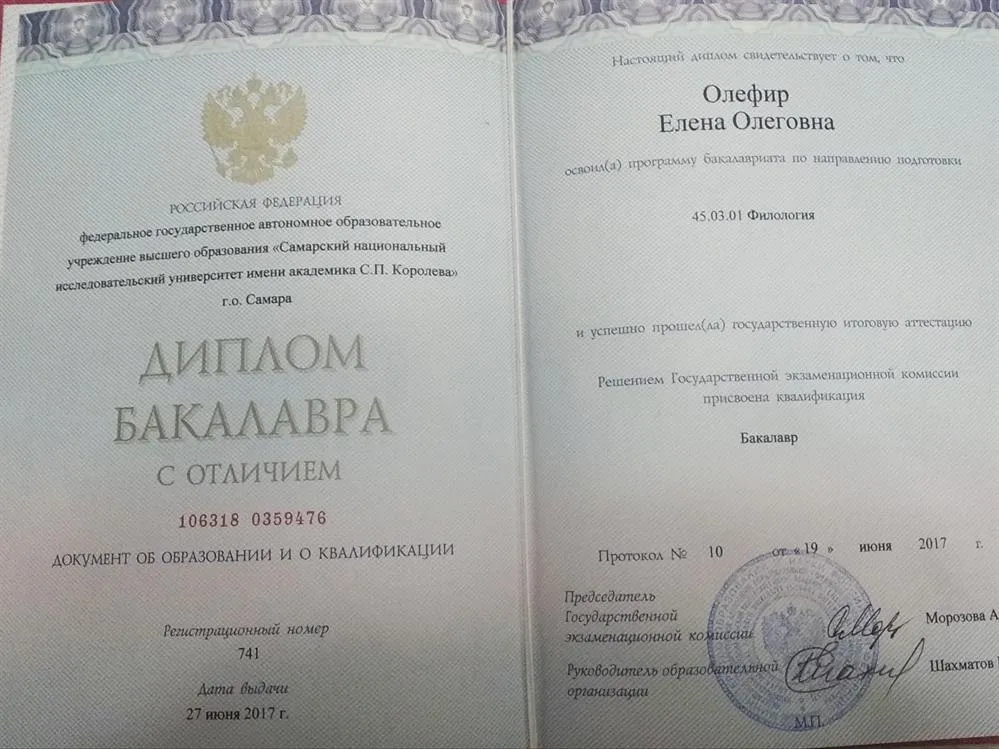 РОССИЙСКАЯ ФЕДЕРАЦИЯ
федеральное государственное автономное образовательное
учреждение высшего образования «Самарский национальный
исследовательский университет имени академика С.П. Королева»
г.о. Самара
ДИПЛОМ
БАКАЛАВРА
С ОТЛИЧИЕМ
106318 0359476
ДОКУМЕНТ ОБ ОБРАЗОВАНИИ И О КВАЛИФИКАЦИИ
Регистрационный номер
741
Дата выдачи
27 июня 2017 г.
Настоящий диплом свидетельствует о том, что
Олефир
Елена Олеговна
освоил(а) программу бакалавриата по направлению подготовки
45.03.01 Филология
и успешно прошел(ла) государственную итоговую аттестацию
Решением Государственной экзаменационной комиссии
присвоена квалификация
Бакалавр
Протокол № 10 от « 19 » июня 2017 г.
Председатель
Государственной
экзаменационной комиссии
Морозова А
Руководитель образовательной
организации
Шахматов
М.П.